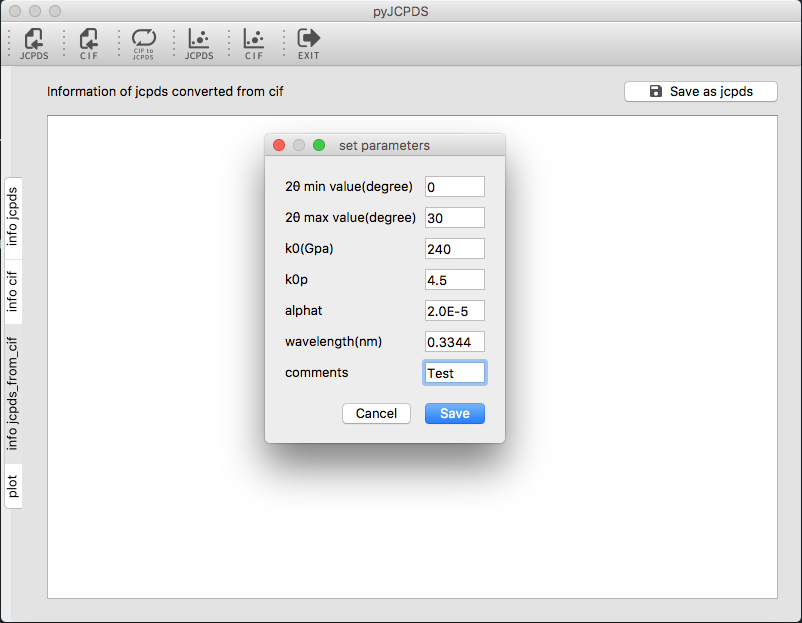 pyJCPDS
JCPDS
CIF
CIF to
JCPDS
JCPDS
CIF
EXIT
Information of jcpds converted from cif
Save as jcpds
info jcpds
info cif
info jcpds_from_cif
plot
set parameters
2θ min value(degree) 0
2θ max value(degree) 30
k0(Gpa) 240
k0p 4.5
alphat 2.0E-5
wavelength(nm) 0.3344
comments Test
Cancel Save